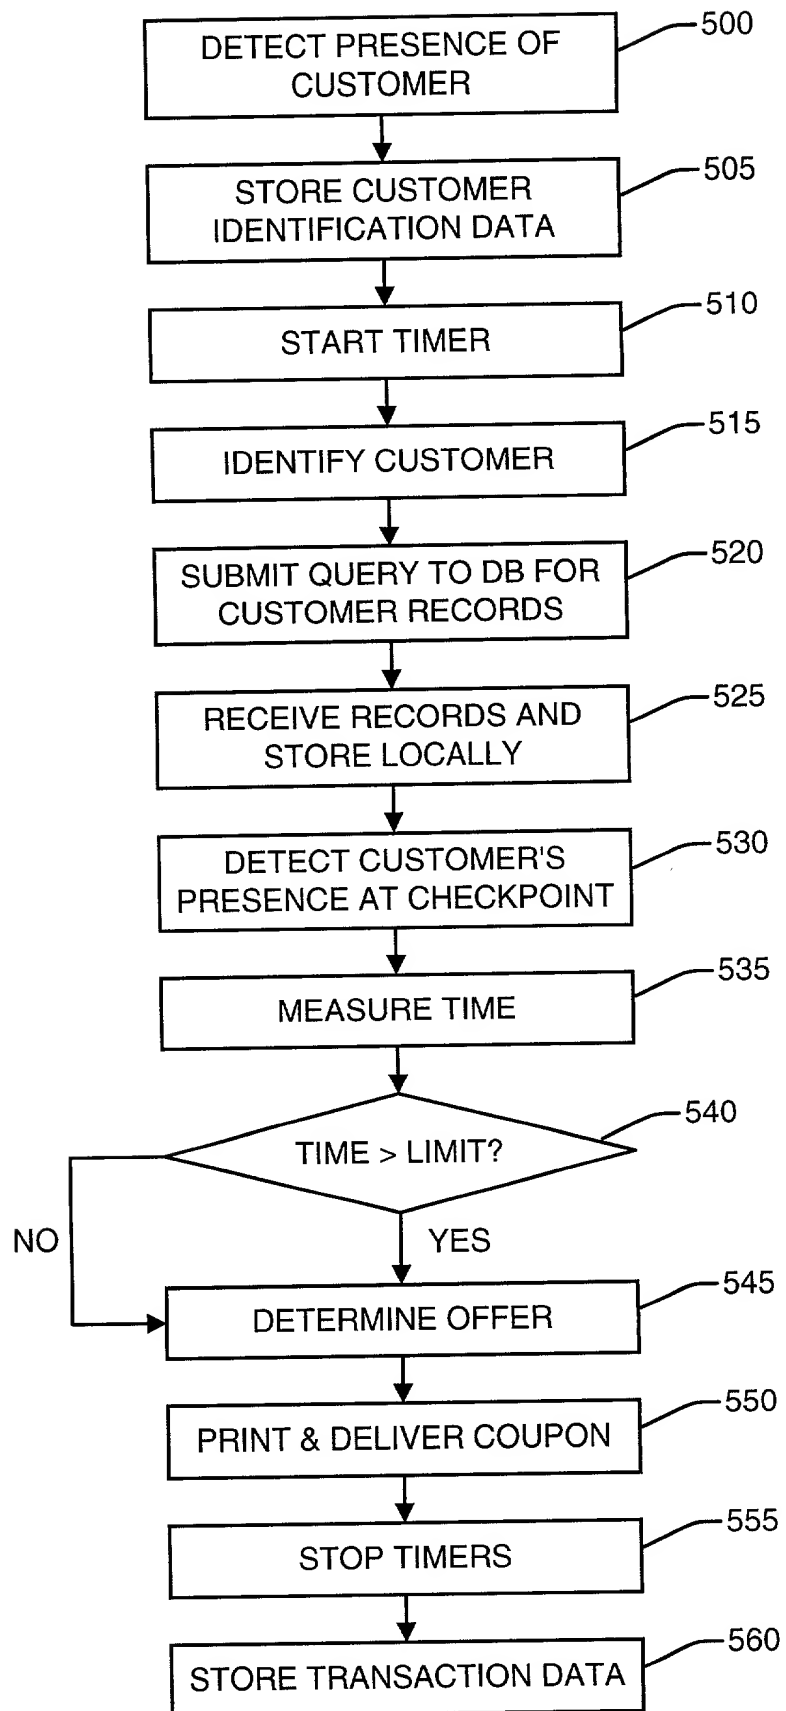 500
DETECT PRESENCE OF
CUSTOMER
505
STORE CUSTOMER
IDENTIFICATION DATA
510
START TIMER
515
IDENTIFY CUSTOMER
520
SUBMIT QUERY TO DB FOR
CUSTOMER RECORDS
525
RECEIVE RECORDS AND
STORE LOCALLY
530
DETECT CUSTOMER'S
PRESENCE AT CHECKPOINT
535
MEASURE TIME
540
TIME > LIMIT?
NO
YES
545
DETERMINE OFFER
550
PRINT & DELIVER COUPON
555
STOP TIMERS
560
STORE TRANSACTION DATA